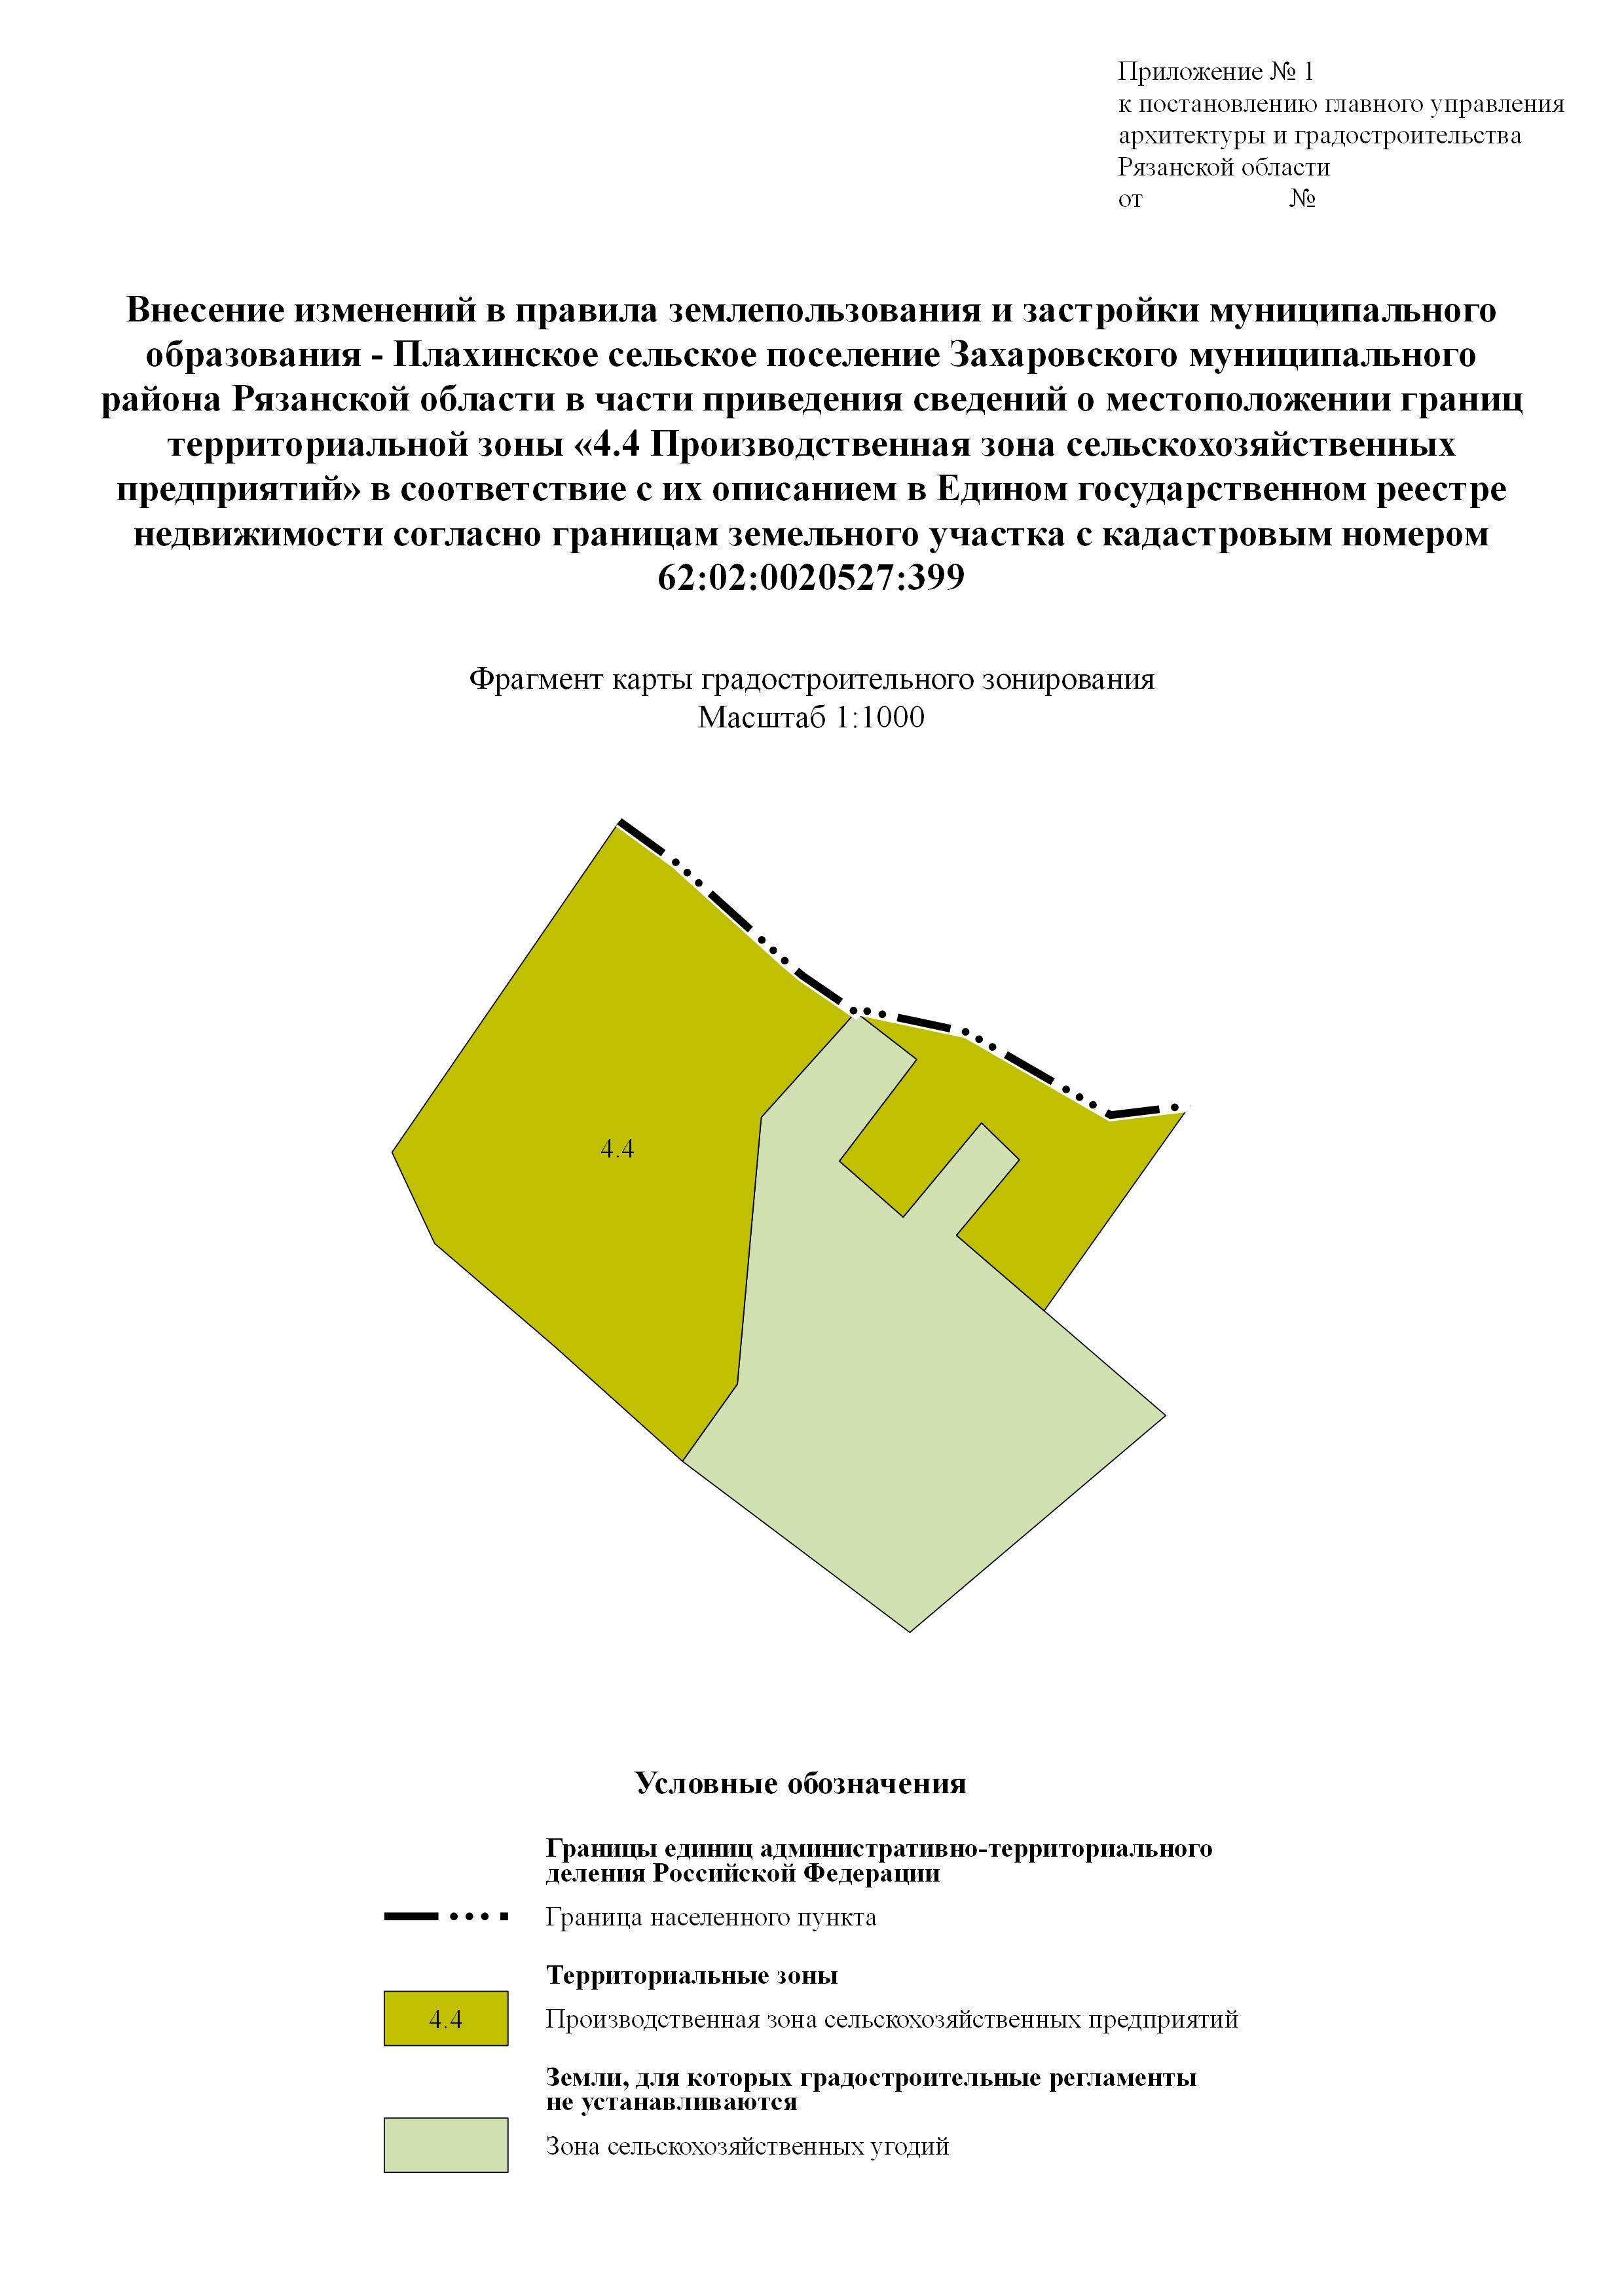 Приложение № 1
к постановлению главного управления
архитектуры и градостроительства
Рязанской области
от №
Внесение изменений в правила землепользования и застройки муниципального
образования - Плахинское сельское поселение Захаровского муниципального
района Рязанской области в части приведения сведений о местоположении границ
территориальной зоны «4.4 Производственная зона сельскохозяйственных
предприятий» в соответствие с их описанием в Едином государственном реестре
недвижимости согласно границам земельного участка с кадастровым номером
62:02:0020527:399
Фрагмент карты градостроительного зонирования
Масштаб 1:1000
4.4
Условные обозначения
Границы единиц административно-территориального
деления Российской Федерации
Граница населенного пункта
Территориальные зоны
4.4 Производственная зона сельскохозяйственных предприятий
Земли, для которых градостроительные регламенты
не устанавливаются
Зона сельскохозяйственных угодий